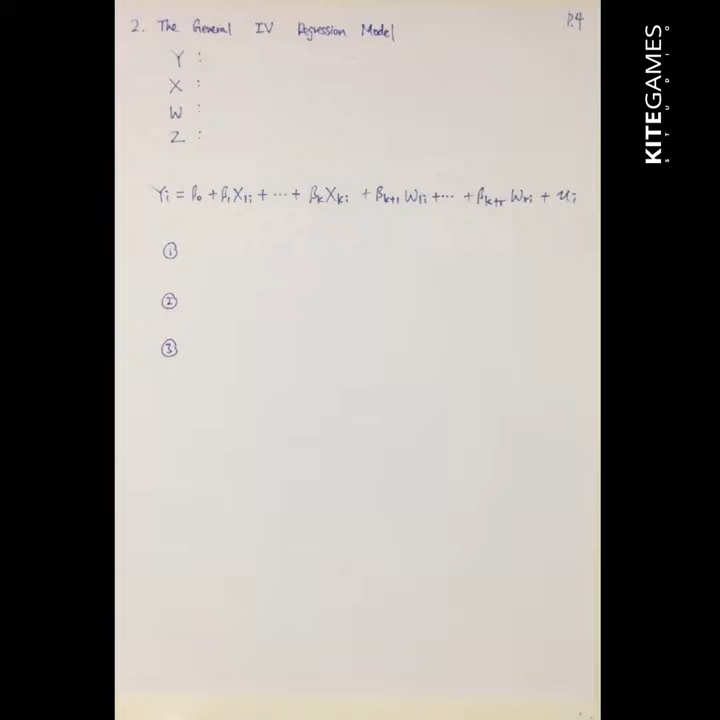 P.4
2. The General IV Regression Model
Y :
X :
W :
Z :
Yi = β0 + β1X1i + ... + βkXki + βk+1W1i + ... + βk+rWri + ui
①
②
③
KITEGAMES
STUDIO